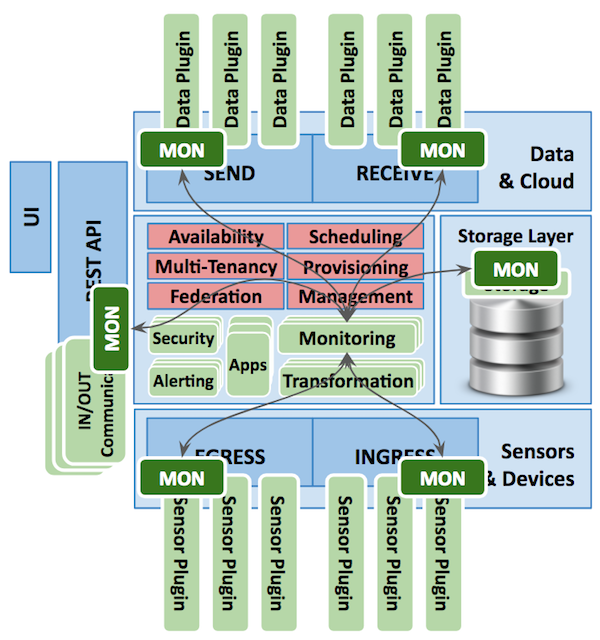 Data Plugin
Data Plugin
Data Plugin
Data Plugin
Data Plugin
Data Plugin
MON
MON
SEND
RECEIVE
Data
& Cloud
UI
REST API
MON
IN/OUT
Communic
Availability
Scheduling
Multi-Tenancy
Provisioning
Federation
Management
Security
Apps
Monitoring
Alerting
Transformation
Storage Layer
MON
Storage
EGRESS
INGRESS
Sensors
& Devices
MON
MON
Sensor Plugin
Sensor Plugin
Sensor Plugin
Sensor Plugin
Sensor Plugin
Sensor Plugin